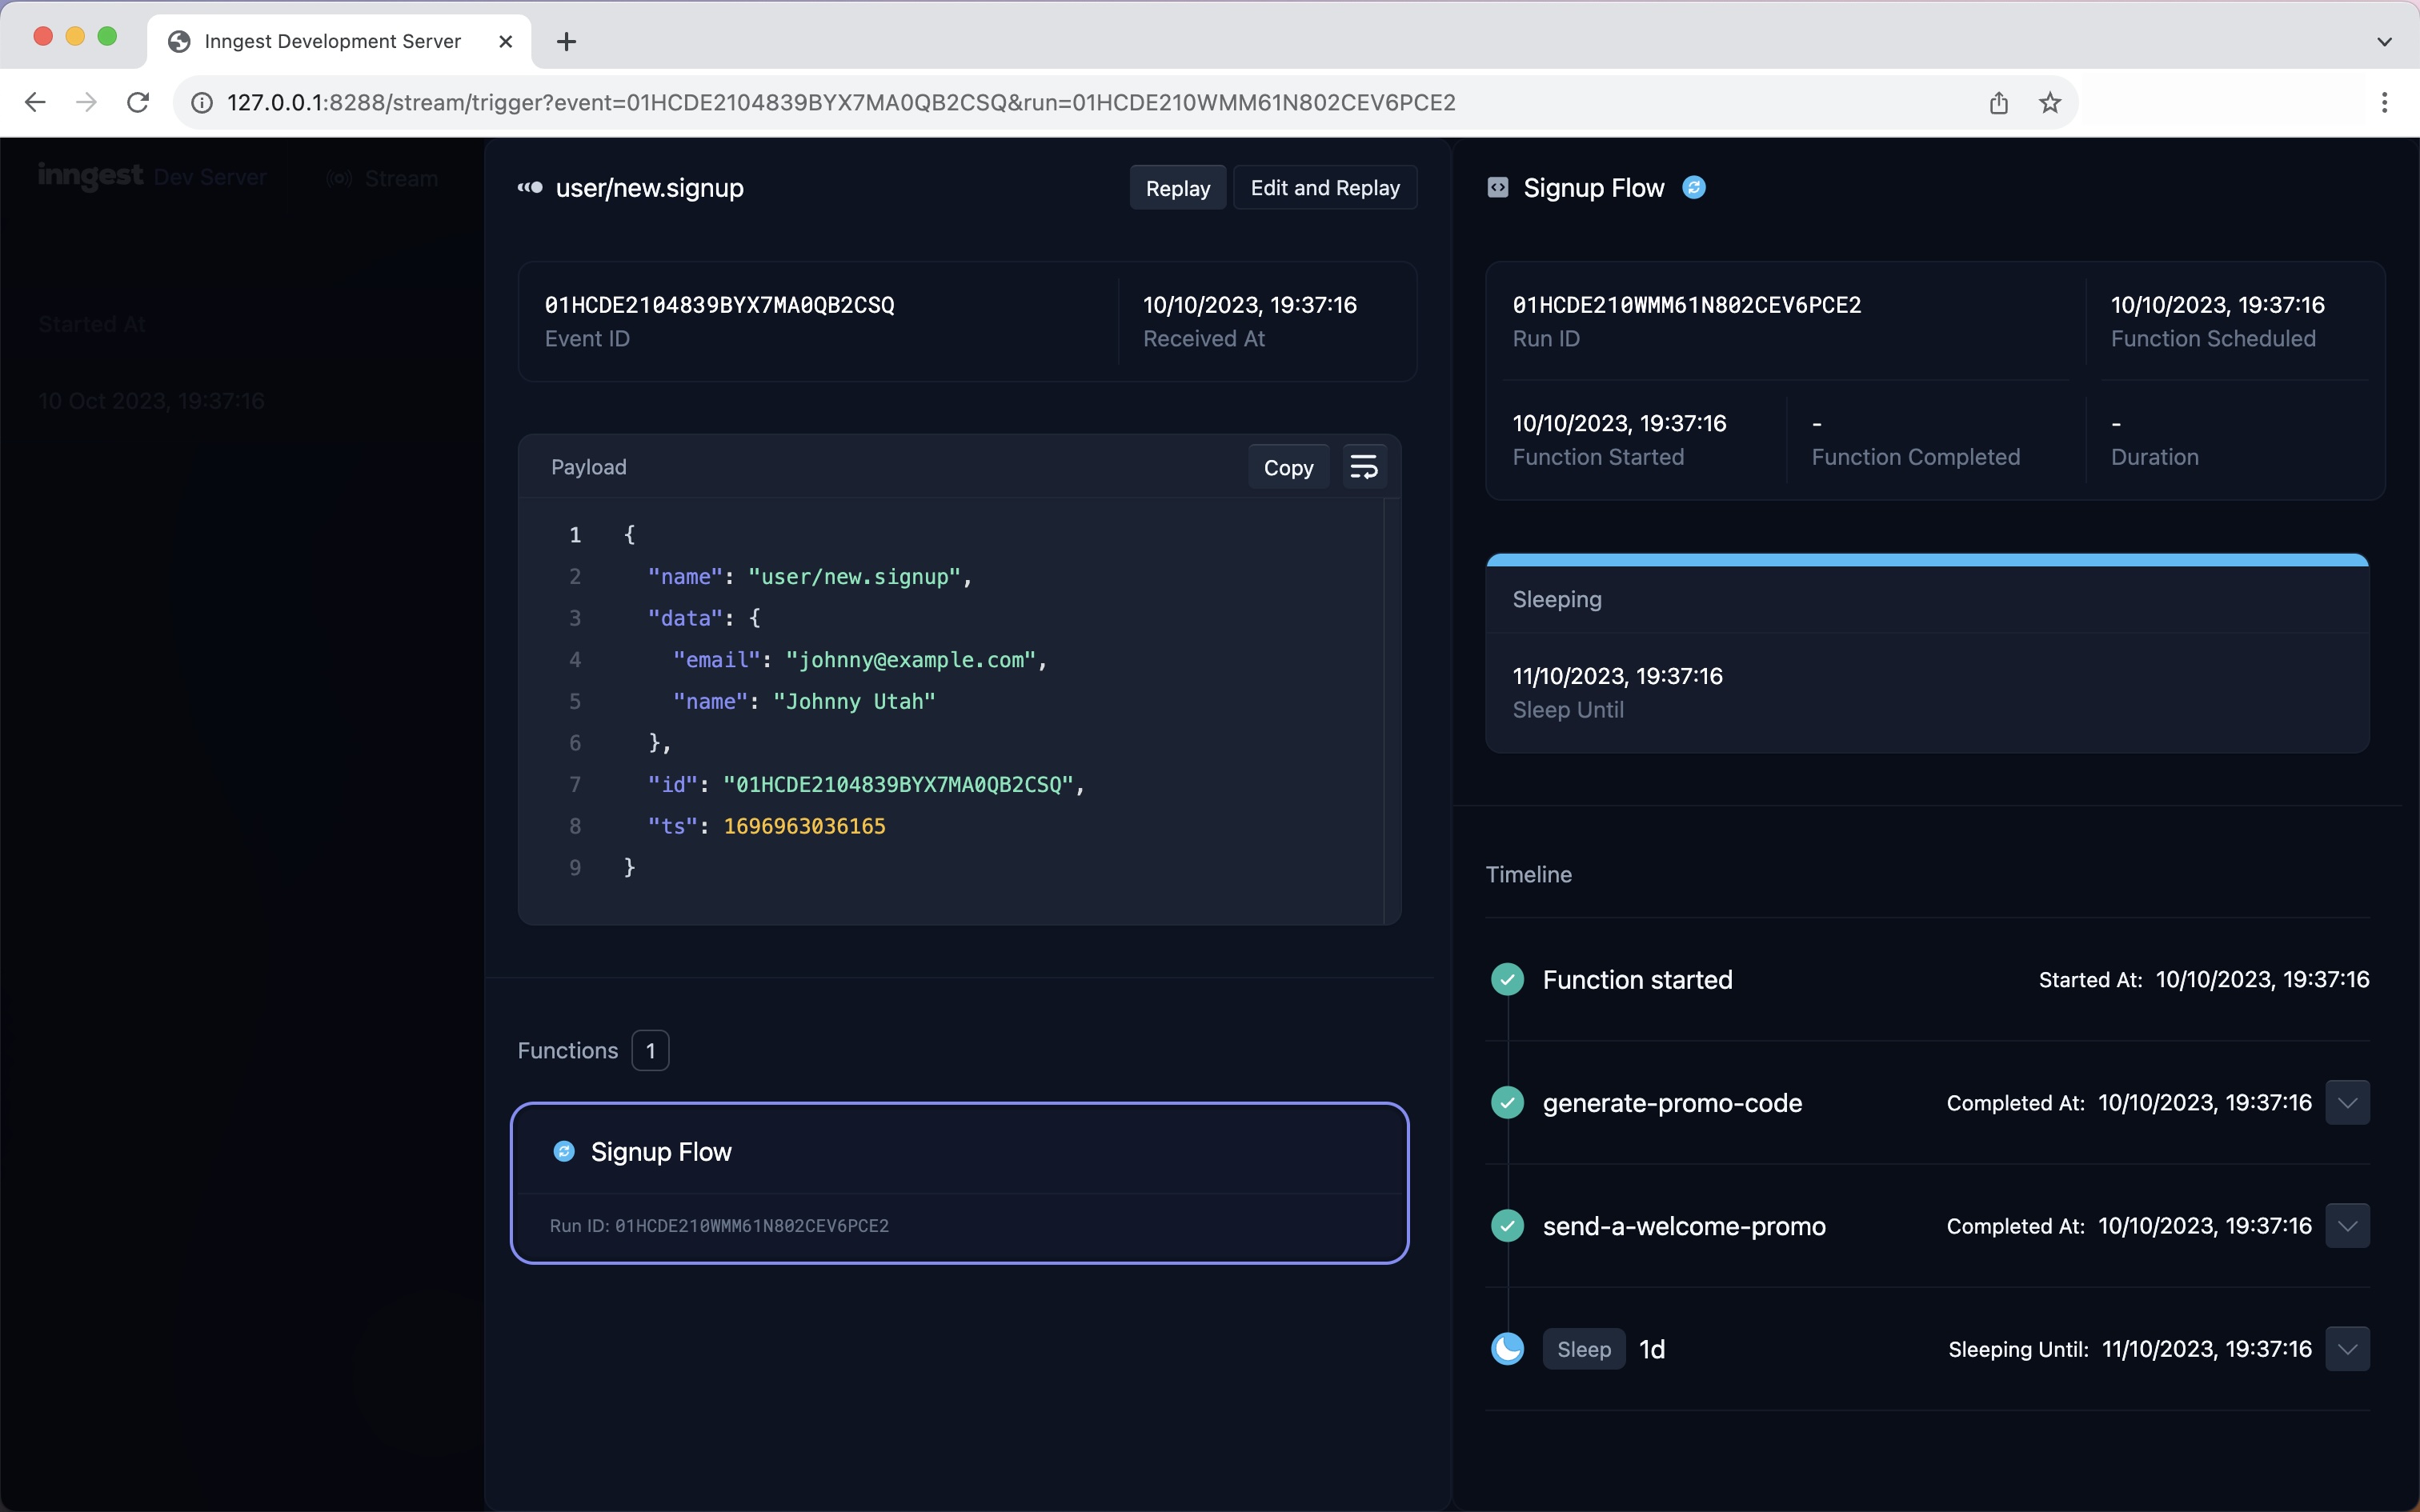 Inngest Development Server
127.0.0.1:8288/stream/trigger?event=01HCDE2104839BYX7MA0QB2CSQ&run=01HCDE210WMM61N802CEV6PCE2
inngest Dev Server
Stream
Started At
10 Oct 2023, 19:37:16
user/new.signup
Replay
Edit and Replay
01HCDE2104839BYX7MA0QB2CSQ
Event ID
10/10/2023, 19:37:16
Received At
Payload
Copy
1 {
2 "name": "user/new.signup",
3 "data": {
4 "email": "johnny@example.com",
5 "name": "Johnny Utah"
6 },
7 "id": "01HCDE2104839BYX7MA0QB2CSQ",
8 "ts": 1696963036165
9 }
Functions 1
Signup Flow
Run ID: 01HCDE210WMM61N802CEV6PCE2
Signup Flow
01HCDE210WMM61N802CEV6PCE2
Run ID
10/10/2023, 19:37:16
Function Scheduled
10/10/2023, 19:37:16
Function Started
-
Function Completed
-
Duration
Sleeping
11/10/2023, 19:37:16
Sleep Until
Timeline
Function started
Started At: 10/10/2023, 19:37:16
generate-promo-code
Completed At: 10/10/2023, 19:37:16
send-a-welcome-promo
Completed At: 10/10/2023, 19:37:16
Sleep 1d
Sleeping Until: 11/10/2023, 19:37:16